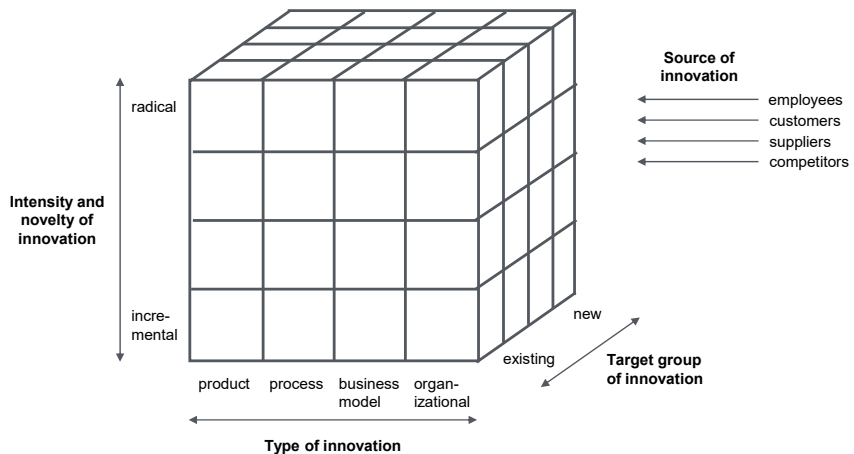 Source of
innovation
radical
employees
customers
suppliers
competitors
Intensity and
novelty of
innovation
incre-
mental
new
existing
Target group
of innovation
product
process
business
model
organ-
izational
Type of innovation